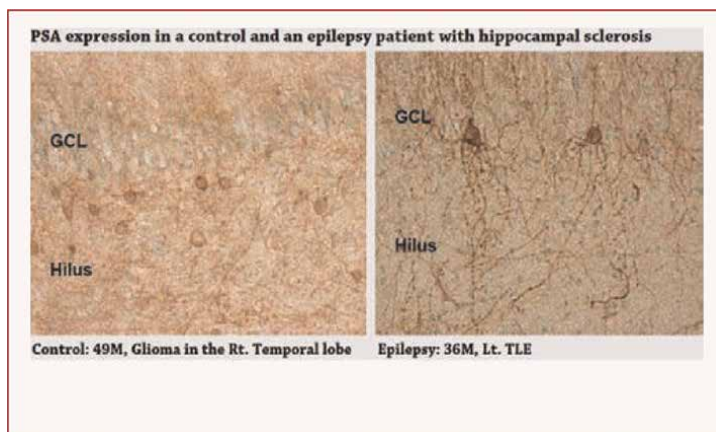 PSA expression in a control and an epilepsy patient with hippocampal sclerosis
GCL
Hilus
GCL
Hilus
Control: 49M, Glioma in the Rt. Temporal lobe
Epilepsy: 36M, Lt. TLE